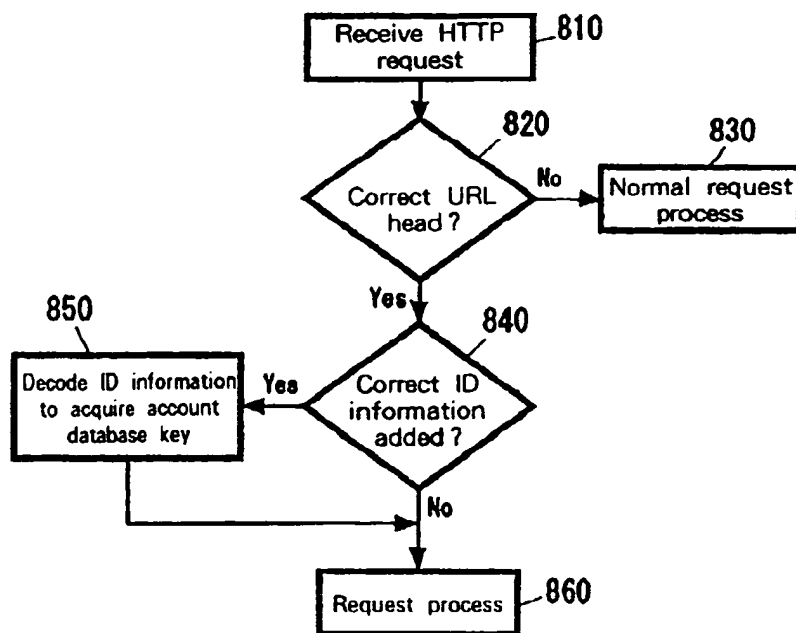 Receive HTTP
request
810
820
Correct URL
head?
No
830
Normal request
process
Yes
840
Correct ID
information
added?
Yes
850
Decode ID information
to acquire account
database key
No
Request process
860